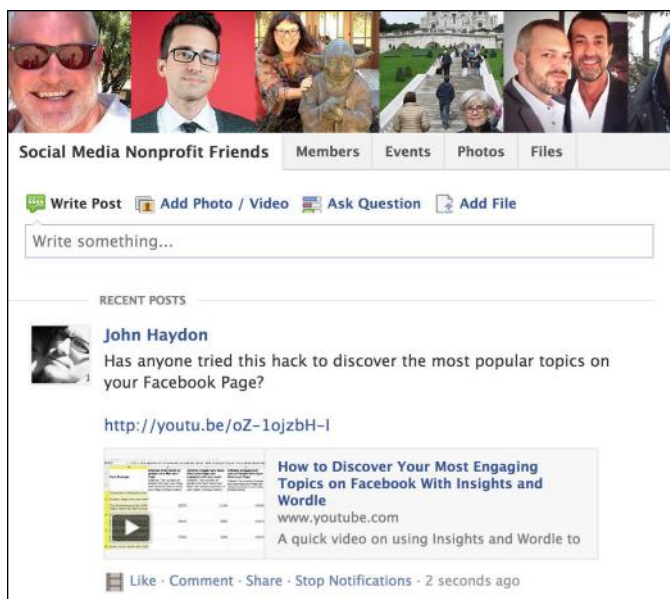 Social Media Nonprofit Friends Members Events Photos Files
Write Post Add Photo / Video Ask Question Add File
Write something...
RECENT POSTS
John Haydon
Has anyone tried this hack to discover the most popular topics on
your Facebook Page?
http://youtu.be/oZ-1ojzbH-I
How to Discover Your Most Engaging
Topics on Facebook With Insights and
Wordle
www.youtube.com
A quick video on using Insights and Wordle to
Like · Comment · Share · Stop Notifications · 2 seconds ago